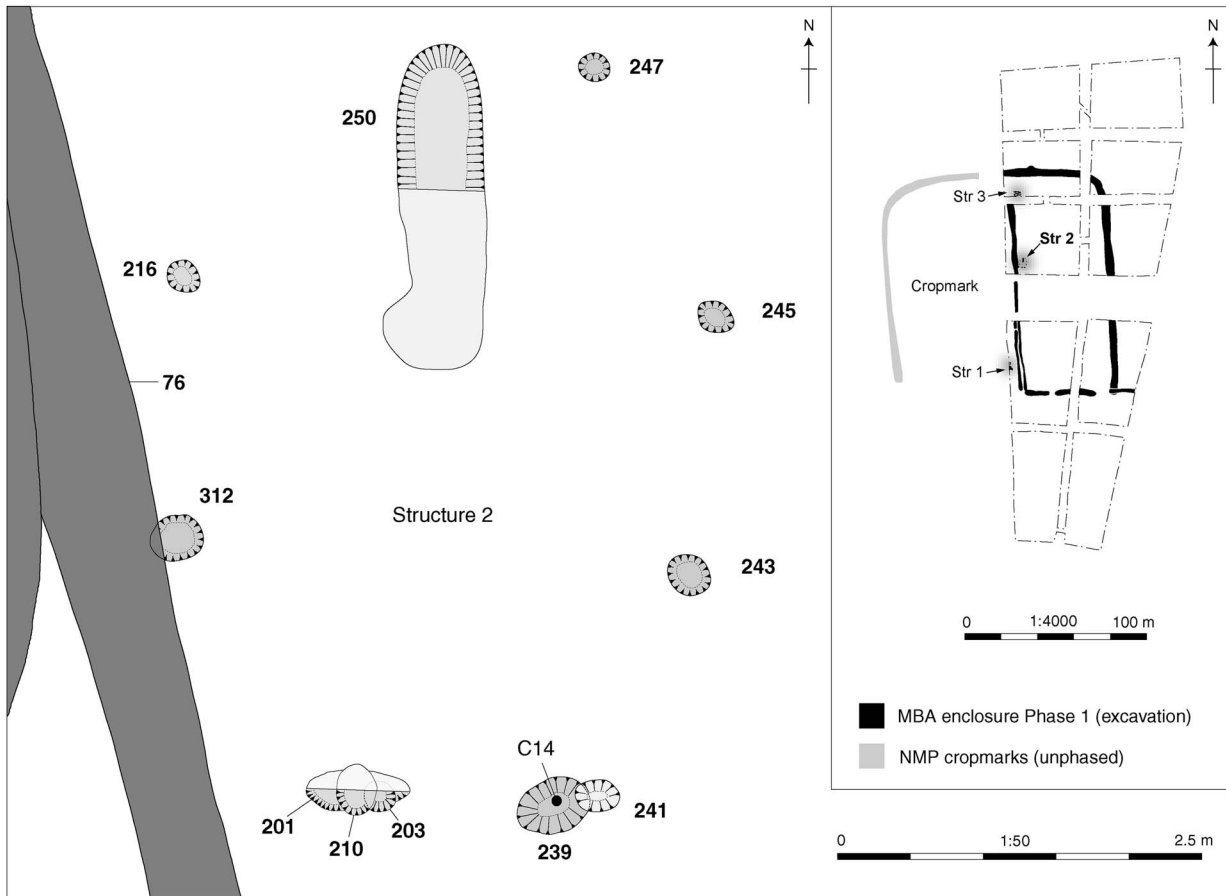 250
247
216
245
76
312
Structure 2
243
C14
201
210
203
239
241
N
N
Str 3
Str 2
Cropmark
Str 1
0 1:4000 100 m
MBA enclosure Phase 1 (excavation)
NMP cropmarks (unphased)
0 1:50 2.5 m